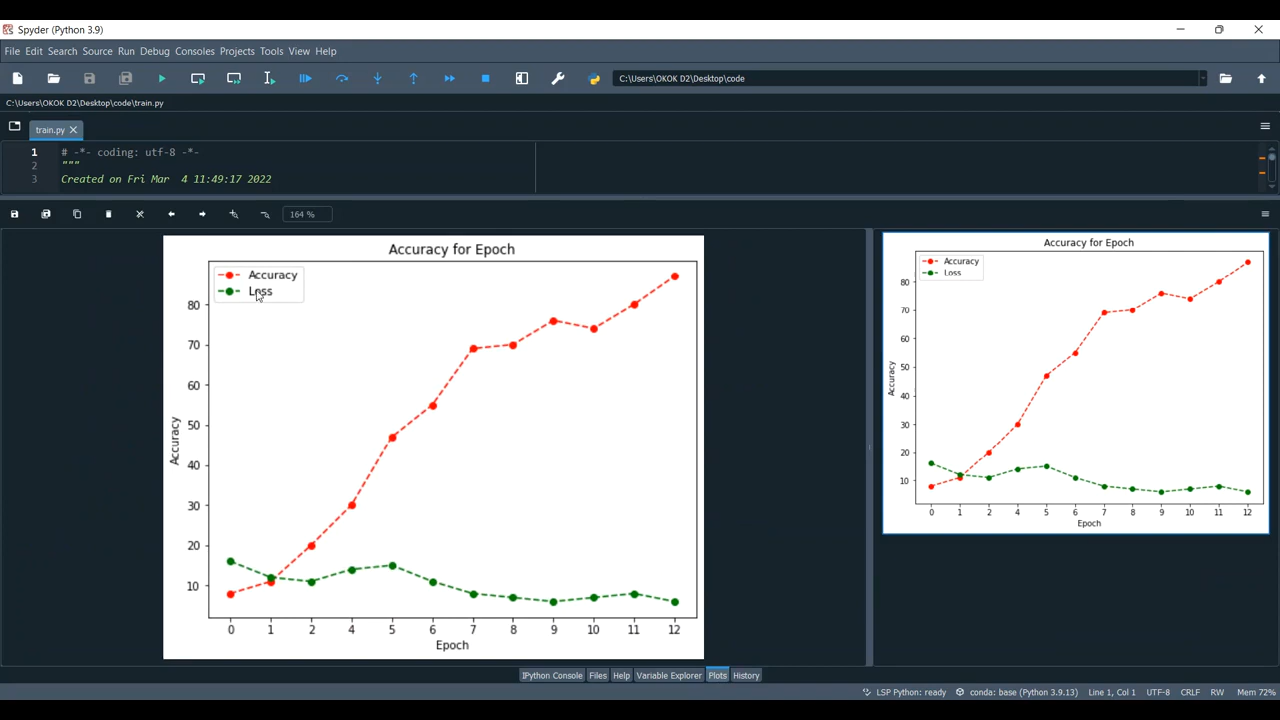 Spyder (Python 3.9)
File Edit Search Source Run Debug Consoles Projects Tools View Help
C:\Users\OKOK D2\Desktop\code
C:\Users\OKOK D2\Desktop\code\train.py
train.py
1 # -*- coding: utf-8 -*-
2 """
3 Created on Fri Mar  4 11:49:17 2022
164 %
Accuracy for Epoch
Accuracy
Loss
80
70
60
50
40
30
20
10
Accuracy
0 1 2 4 5 6 7 8 9 10 11 12
Epoch
Accuracy for Epoch
Accuracy
Loss
80
70
60
50
40
30
20
10
Accuracy
0 1 2 4 5 6 7 8 9 10 11 12
Epoch
IPython Console Files Help Variable Explorer Plots History
LSP Python: ready conda: base (Python 3.9.13) Line 1, Col 1 UTF-8 CRLF RW Mem 72%